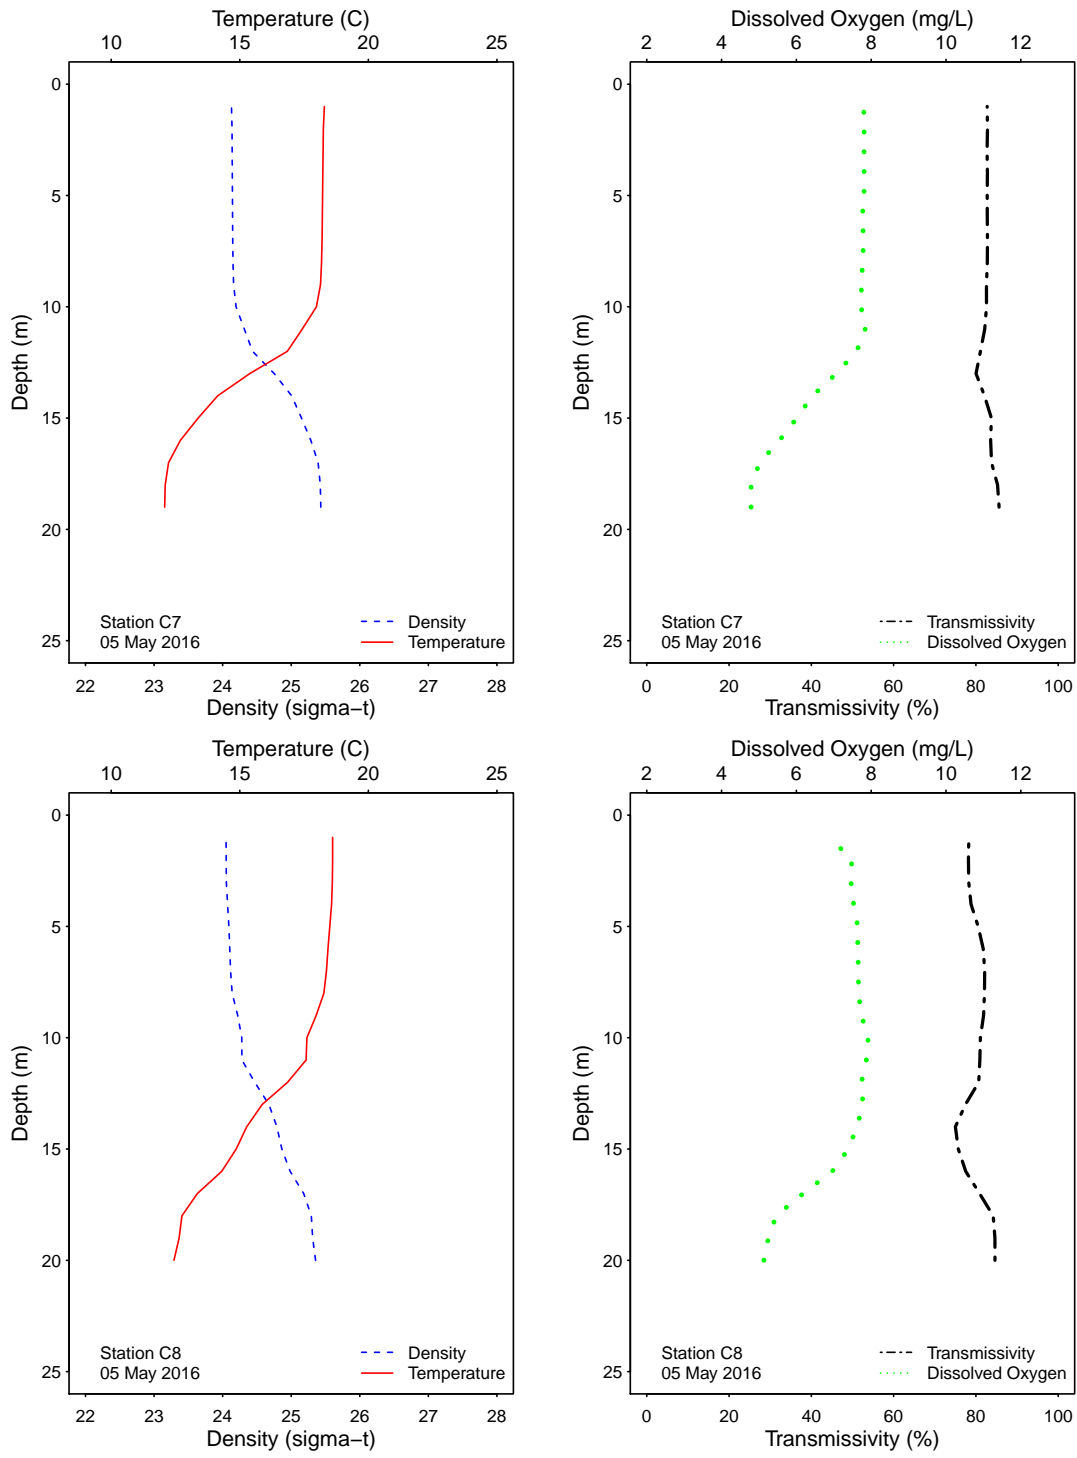 Temperature (C)
10 15 20 25
0
5
10
15
20
25
Depth (m)
Station C7
05 May 2016
Density
Temperature
22 23 24 25 26 27 28
Density (sigma−t)
Dissolved Oxygen (mg/L)
2 4 6 8 10 12
0
5
10
15
20
25
Depth (m)
Station C7
05 May 2016
Transmissivity
Dissolved Oxygen
0 20 40 60 80 100
Transmissivity (%)
Temperature (C)
10 15 20 25
0
5
10
15
20
25
Depth (m)
Station C8
05 May 2016
Density
Temperature
22 23 24 25 26 27 28
Density (sigma−t)
Dissolved Oxygen (mg/L)
2 4 6 8 10 12
0
5
10
15
20
25
Depth (m)
Station C8
05 May 2016
Transmissivity
Dissolved Oxygen
0 20 40 60 80 100
Transmissivity (%)